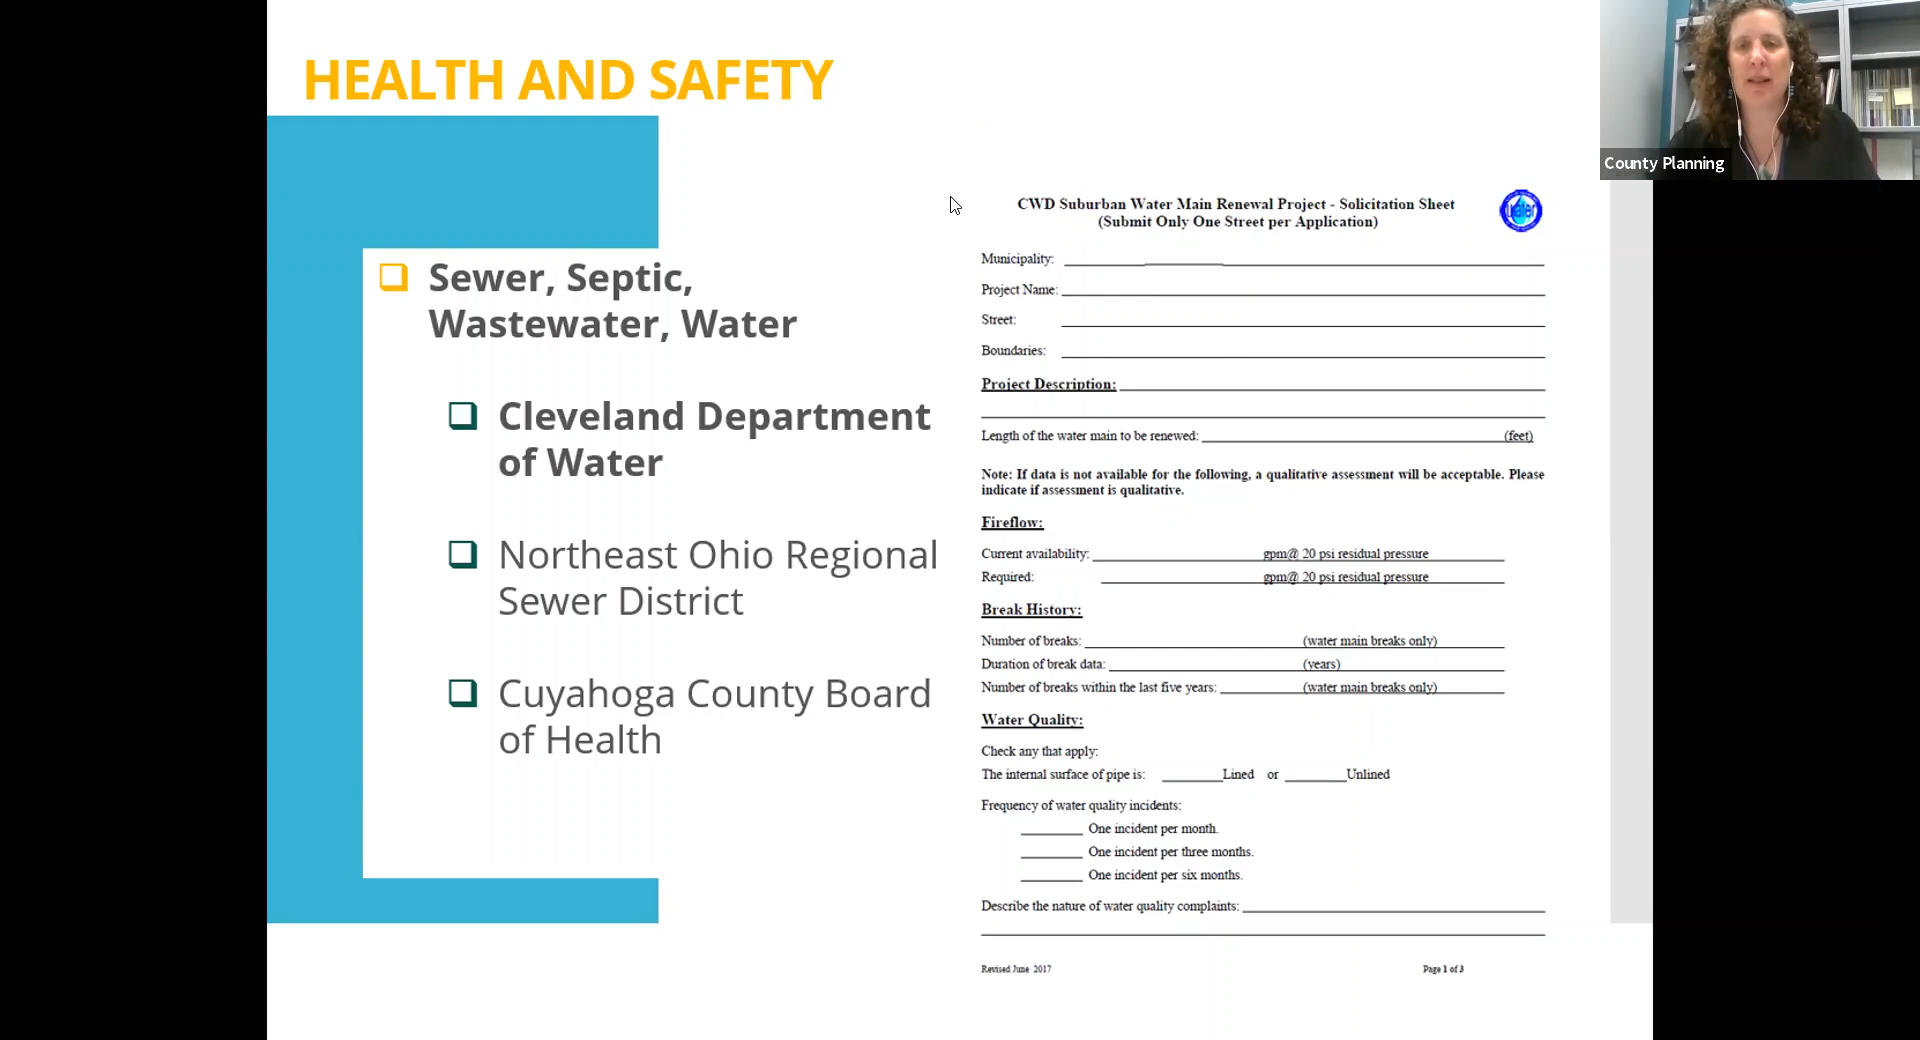 HEALTH AND SAFETY
Sewer, Septic,
Wastewater, Water
Cleveland Department
of Water
Northeast Ohio Regional
Sewer District
Cuyahoga County Board
of Health
County Planning
CWD Suburban Water Main Renewal Project - Solicitation Sheet
(Submit Only One Street per Application)
water
Municipality:
Project Name:
Street:
Boundaries:
Project Description:
Length of the water main to be renewed: (feet)
Note: If data is not available for the following, a qualitative assessment will be acceptable. Please
indicate if assessment is qualitative.
Fireflow:
Current availability: gpm@ 20 psi residual pressure
Required: gpm@ 20 psi residual pressure
Break History:
Number of breaks: (water main breaks only)
Duration of break data: (years)
Number of breaks within the last five years: (water main breaks only)
Water Quality:
Check any that apply:
The internal surface of pipe is: Lined or Unlined
Frequency of water quality incidents:
One incident per month.
One incident per three months.
One incident per six months.
Describe the nature of water quality complaints:
Revised June 2017 Page 1 of 3